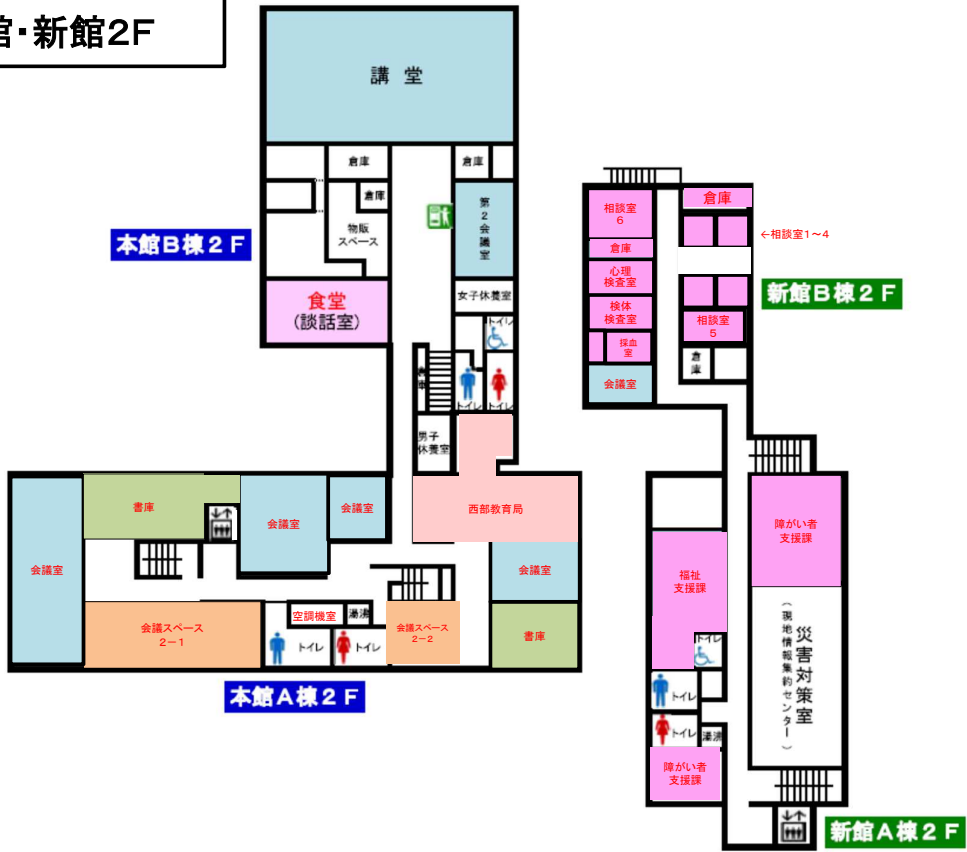 館・新館2F
講 堂
倉庫
倉庫
倉庫
物販
スペース
第2会議室
本館B棟2F
食堂
(談話室)
女子休養室
トイレ
倉庫
トイレ
トイレ
男子
休養室
西部教育局
書庫
会議室
会議室
会議室
会議室
会議スペース
2-1
空調機室
湯沸
トイレ
トイレ
会議スペース
2-2
書庫
本館A棟2F
相談室
6
倉庫
倉庫
←相談室1~4
心理
検査室
検体
検査室
採血
室
会議室
相談室
5
倉庫
新館B棟2F
障がい者
支援課
福祉
支援課
トイレ
トイレ
トイレ
湯沸
障がい者
支援課
災害対策室
(現地情報集約センター)
新館A棟2F